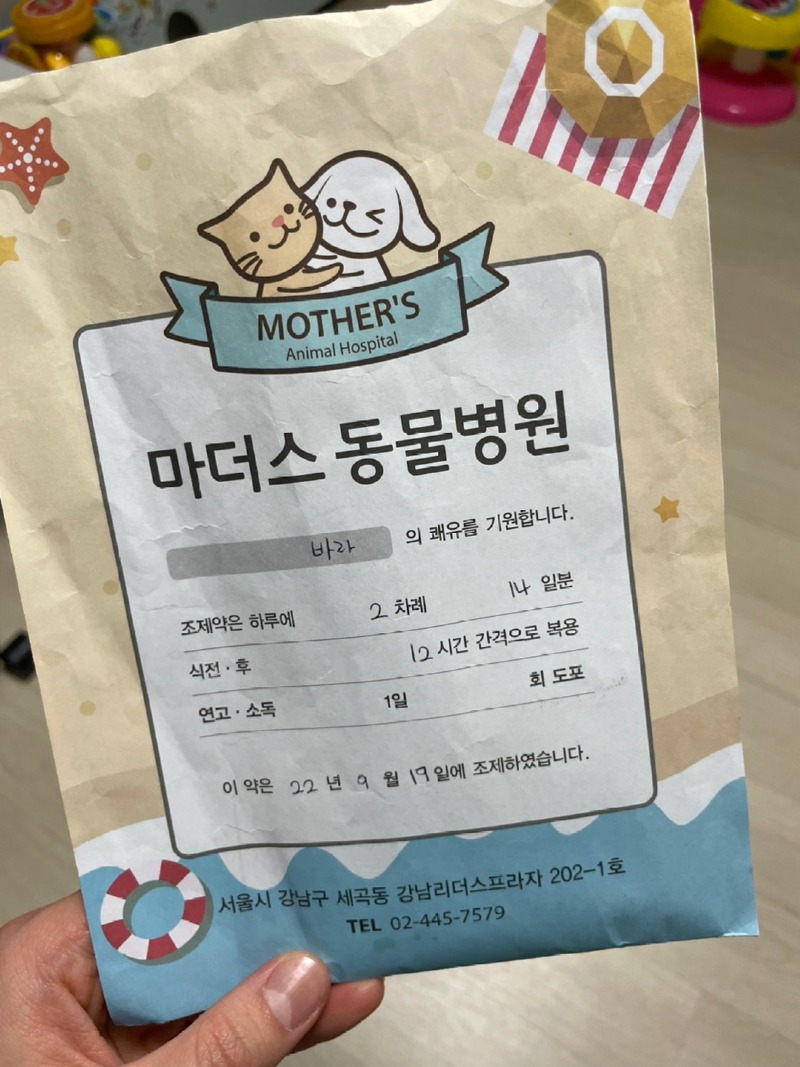 MOTHER'S
Animal Hospital
마더스 동물병원
바라 의 쾌유를 기원합니다.
조제약은 하루에 2 차례 14 일분
식전·후 12 시간 간격으로 복용
연고·소독 1일 회 도포
이 약은 22 년 9 월 19 일에 조제하였습니다.
서울시 강남구 세곡동 강남리더스프라자 202-1호
TEL 02-445-7579